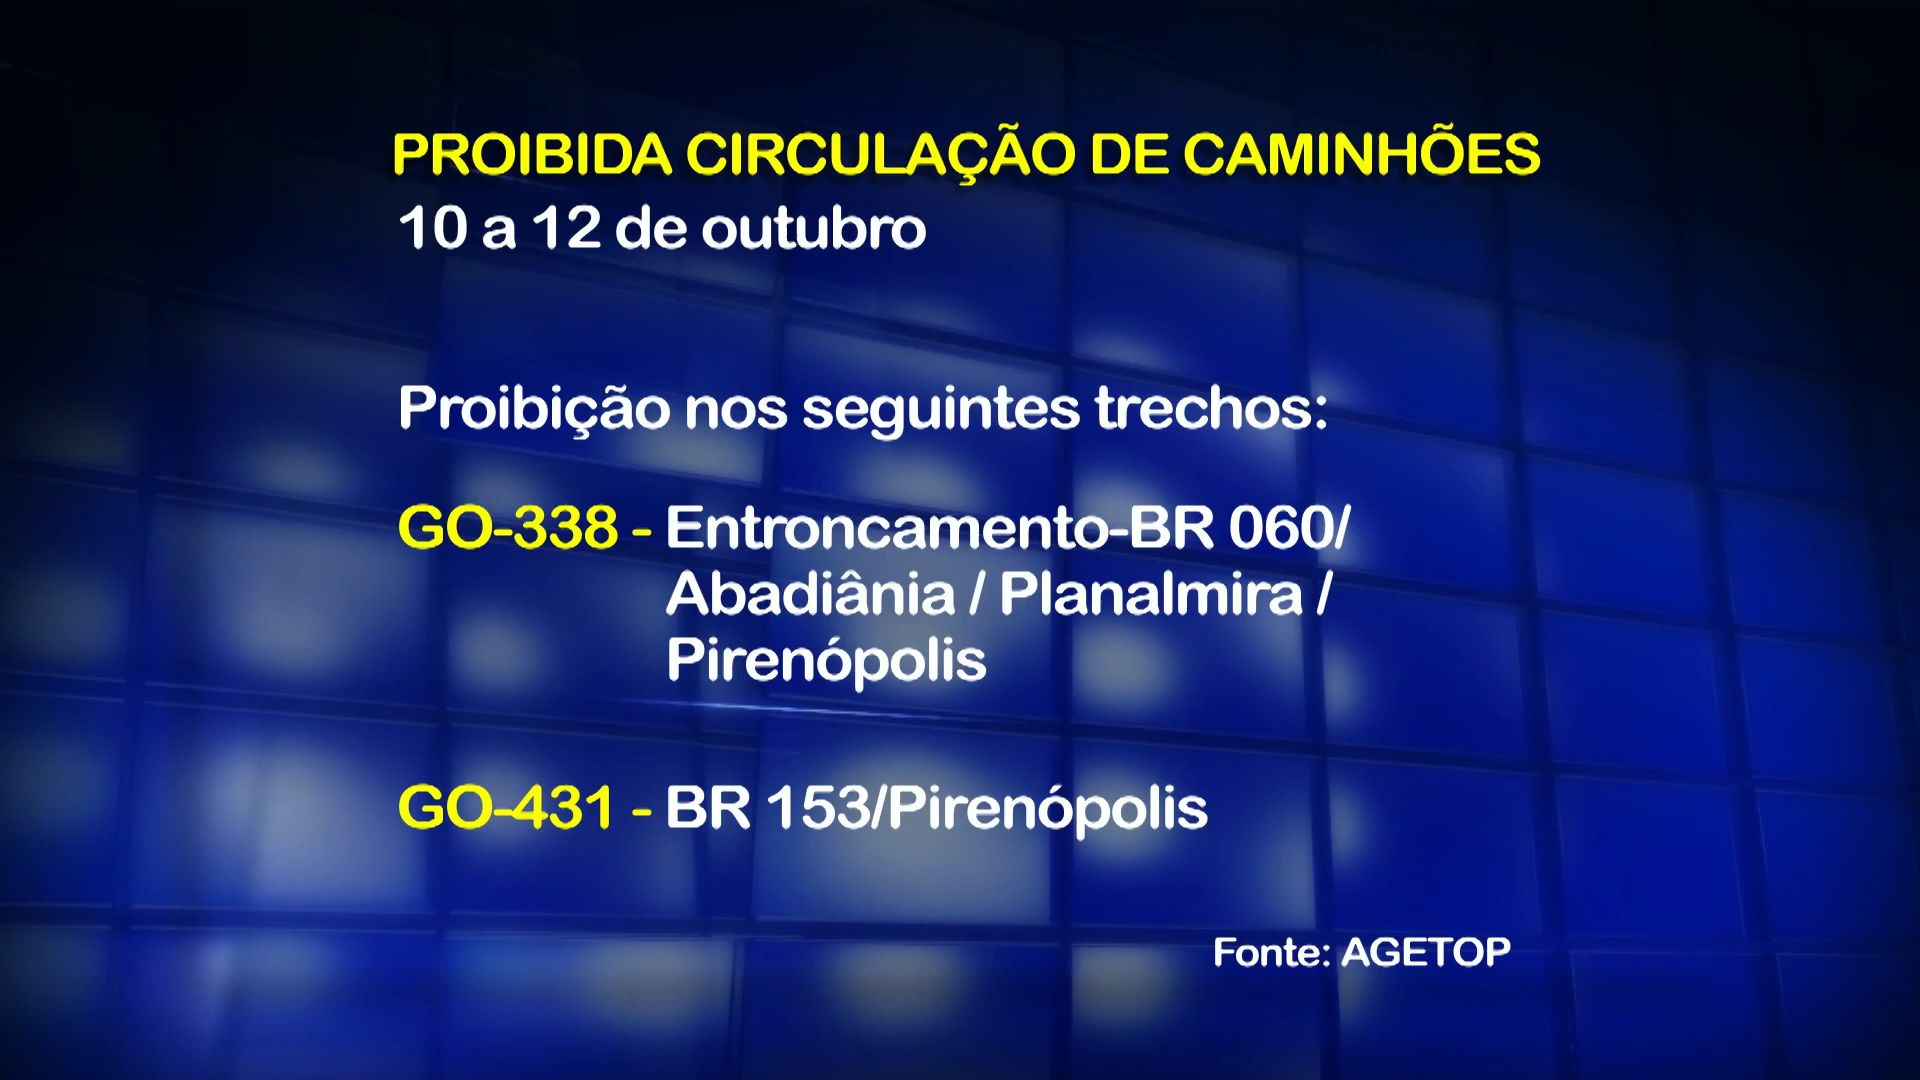 PROIBIDA CIRCULAÇÃO DE CAMINHÕES
10 a 12 de outubro
Proibição nos seguintes trechos:
GO-338 - Entroncamento-BR 060/
Abadiânia / Planalmira /
Pirenópolis
GO-431 - BR 153/Pirenópolis
Fonte: AGETOP